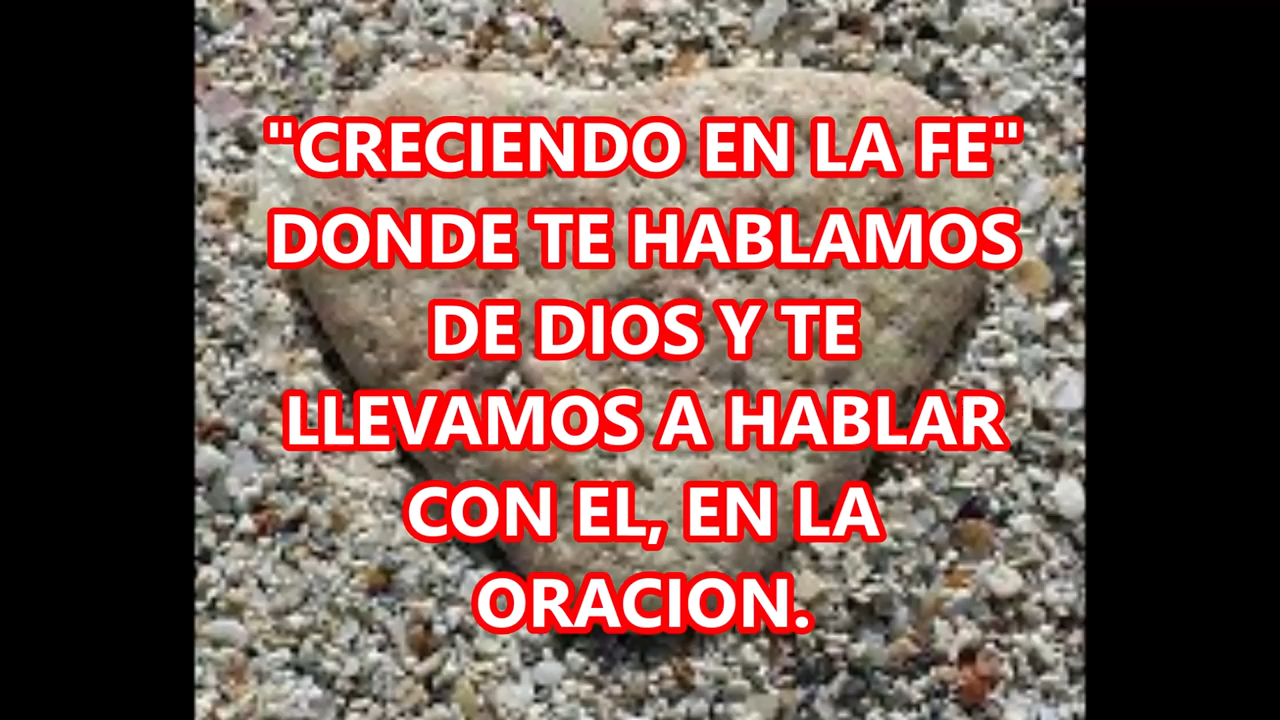 "CRECIENDO EN LA FE"
DONDE TE HABLAMOS
DE DIOS Y TE
LLEVAMOS A HABLAR
CON EL, EN LA
ORACION.